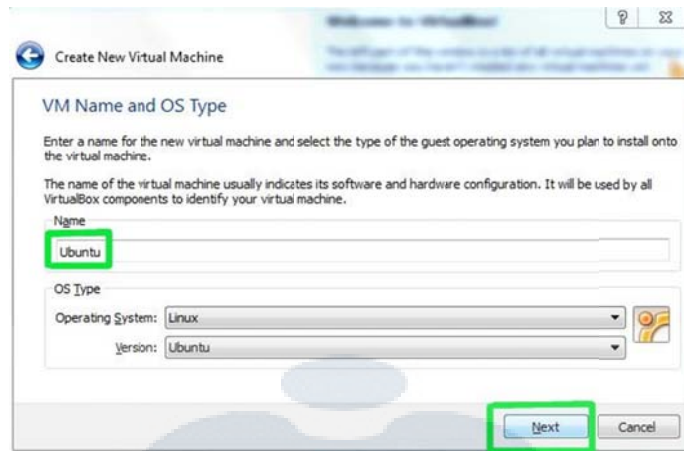 Welcome to VirtualBox!
Create New Virtual Machine
VM Name and OS Type
Enter a name for the new virtual machine and select the type of the guest operating system you plan to install onto
the virtual machine.
The name of the virtual machine usually indicates its software and hardware configuration. It will be used by all
VirtualBox components to identify your virtual machine.
Name
Ubuntu
OS Type
Operating System: Linux
Version: Ubuntu
Next Cancel